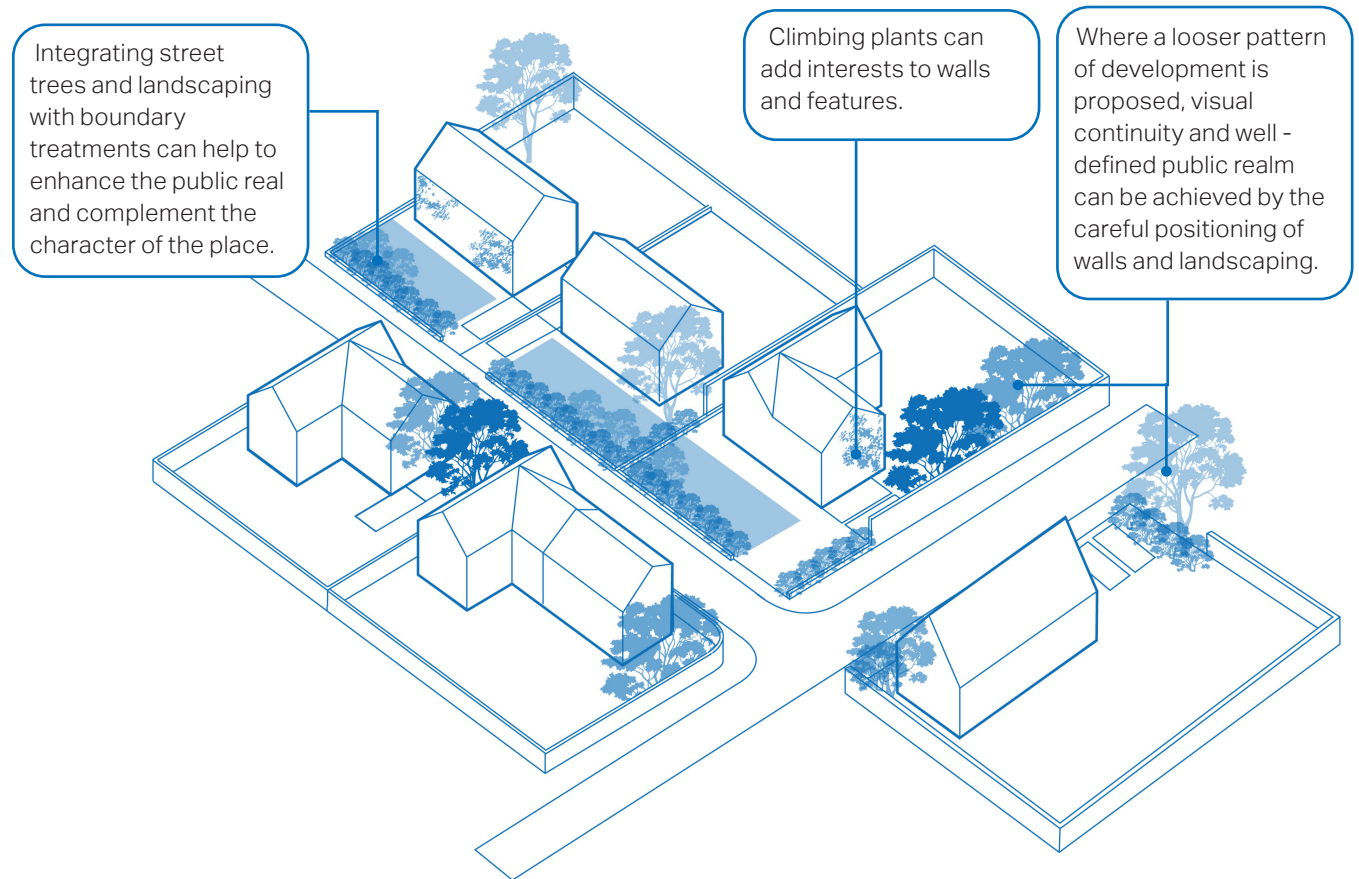 Integrating street
trees and landscaping
with boundary
treatments can help to
enhance the public real
and complement the
character of the place.
Climbing plants can
add interests to walls
and features.
Where a looser pattern
of development is
proposed, visual
continuity and well -
defined public realm
can be achieved by the
careful positioning of
walls and landscaping.